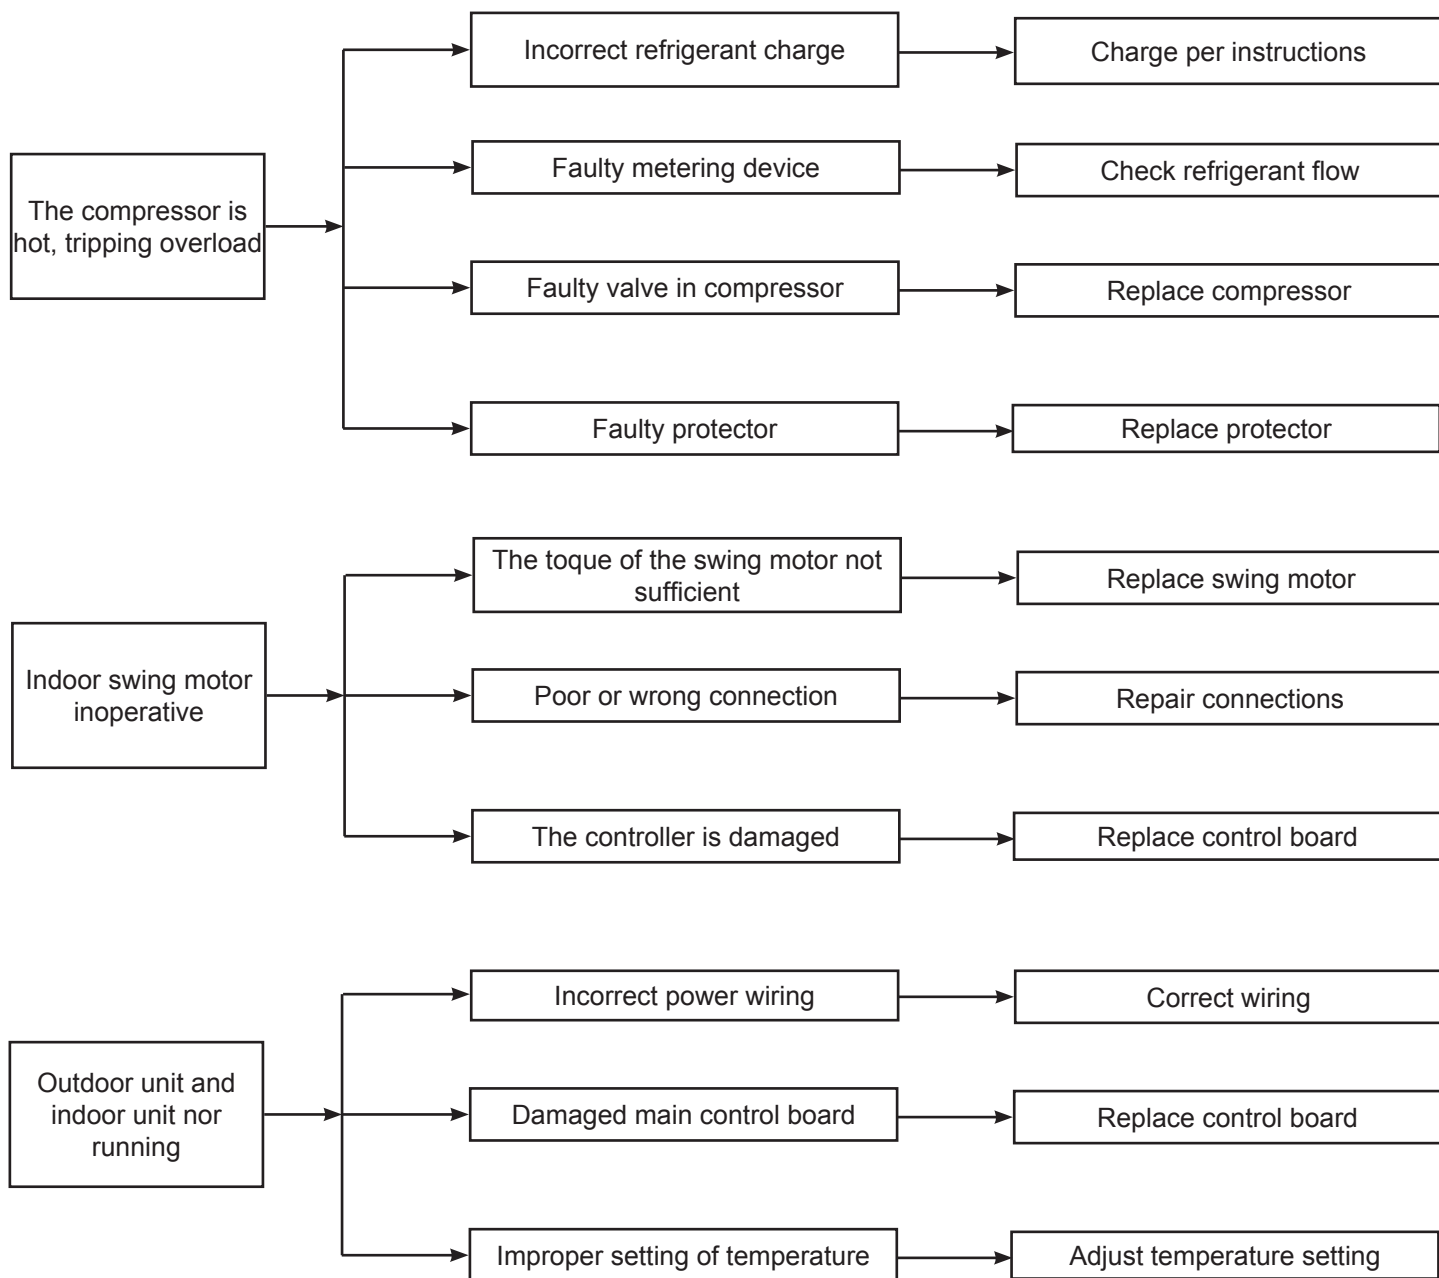 Incorrect refrigerant charge
Charge per instructions
The compressor is
hot, tripping overload
Faulty metering device
Check refrigerant flow
Faulty valve in compressor
Replace compressor
Faulty protector
Replace protector
Indoor swing motor
inoperative
The toque of the swing motor not
sufficient
Replace swing motor
Poor or wrong connection
Repair connections
The controller is damaged
Replace control board
Outdoor unit and
indoor unit nor
running
Incorrect power wiring
Correct wiring
Damaged main control board
Replace control board
Improper setting of temperature
Adjust temperature setting